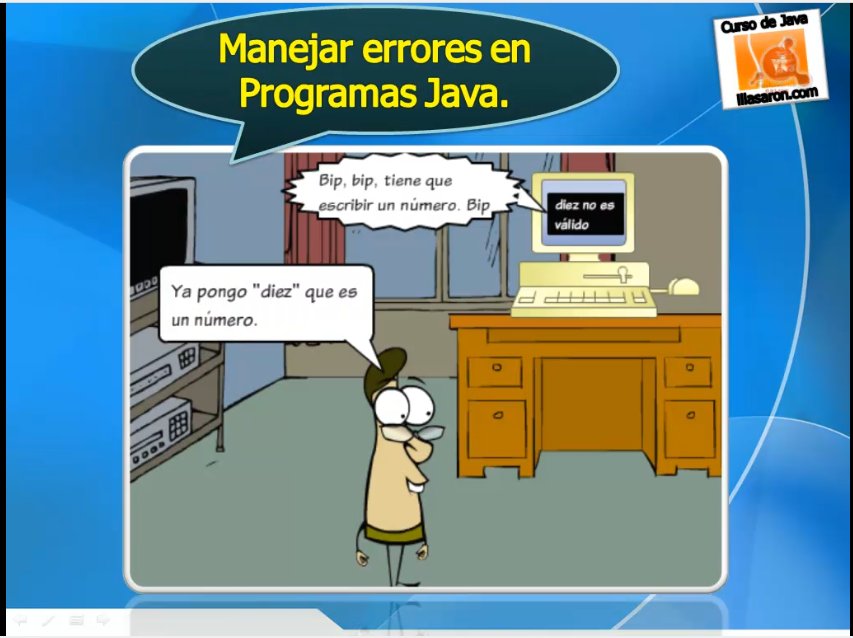 Manejar errores en
Programas Java.
Curso de Java
illasaron.com
Bip, bip, tiene que
escribir un número. Bip
diez no es
válido
Ya pongo "diez" que es
un número.